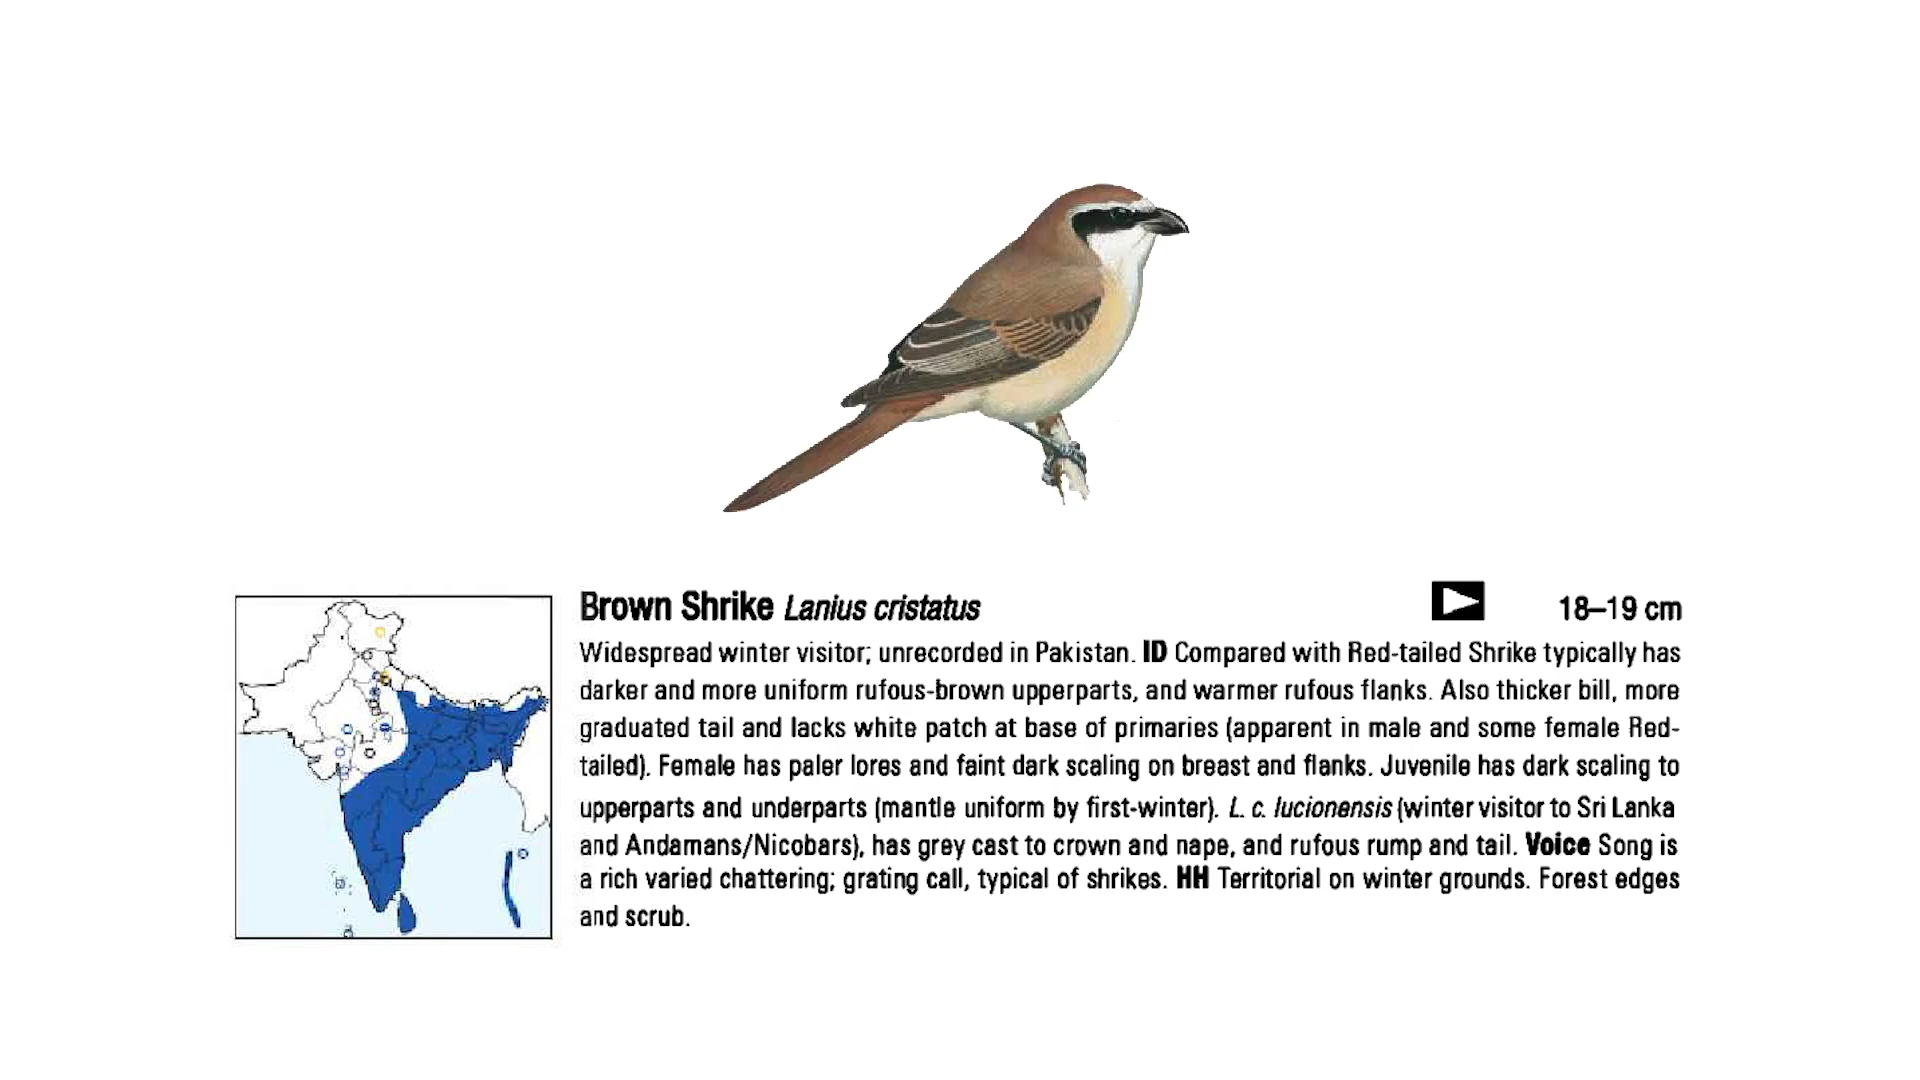 Brown Shrike Lanius cristatus 18–19 cm
Widespread winter visitor; unrecorded in Pakistan. ID Compared with Red-tailed Shrike typically has
darker and more uniform rufous-brown upperparts, and warmer rufous flanks. Also thicker bill, more
graduated tail and lacks white patch at base of primaries (apparent in male and some female Red-
tailed). Female has paler lores and faint dark scaling on breast and flanks. Juvenile has dark scaling to
upperparts and underparts (mantle uniform by first-winter). L. c. lucionensis (winter visitor to Sri Lanka
and Andamans/Nicobars), has grey cast to crown and nape, and rufous rump and tail. Voice Song is
a rich varied chattering; grating call, typical of shrikes. HH Territorial on winter grounds. Forest edges
and scrub.